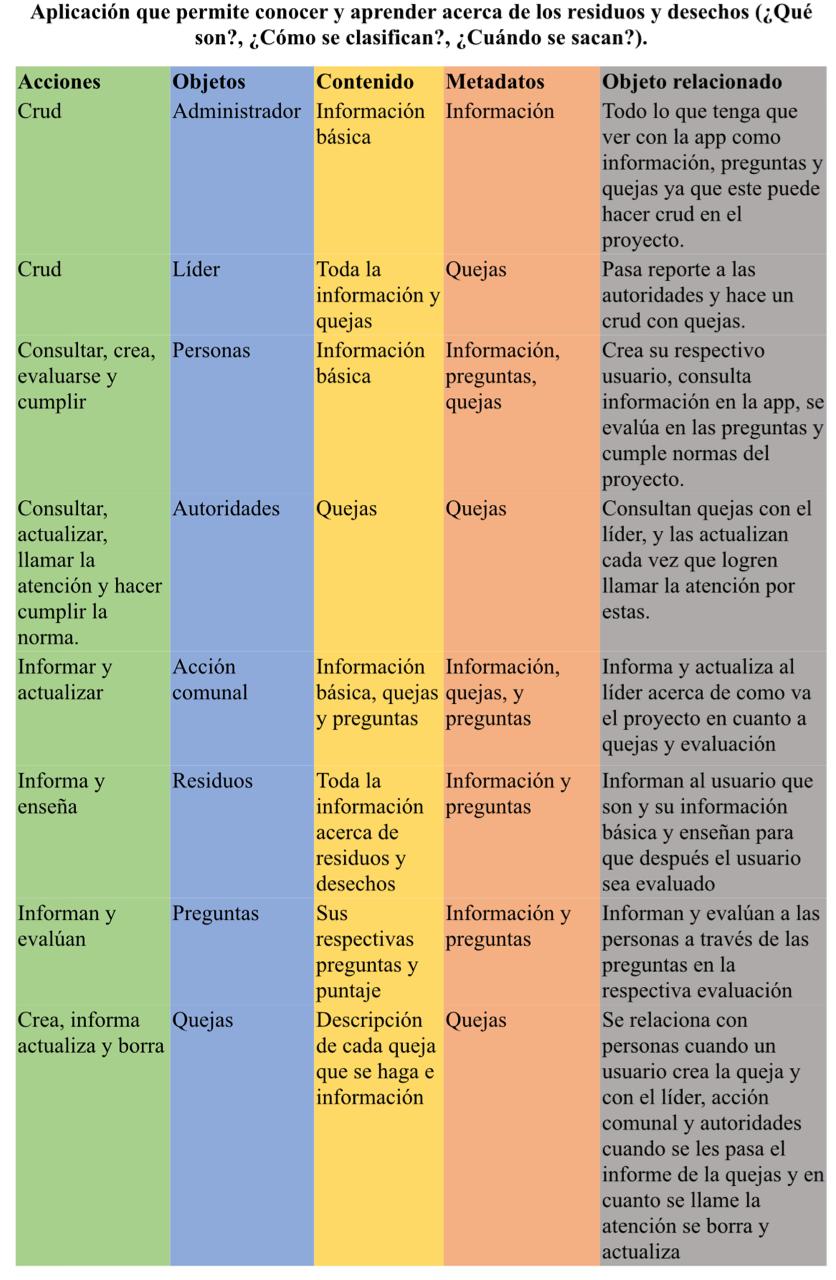 Aplicación que permite conocer y aprender acerca de los residuos y desechos (¿Qué
son?, ¿Cómo se clasifican?, ¿Cuándo se sacan?).
Acciones
Objetos
Contenido
Metadatos
Objeto relacionado
Crud
Administrador
Información
básica
Información
Todo lo que tenga que
ver con la app como
información, preguntas y
quejas ya que este puede
hacer crud en el
proyecto.
Crud
Líder
Toda la
información y
quejas
Quejas
Pasa reporte a las
autoridades y hace un
crud con quejas.
Consultar, crea,
evaluarse y
cumplir
Personas
Información
básica
Información,
preguntas,
quejas
Crea su respectivo
usuario, consulta
información en la app, se
evalúa en las preguntas y
cumple normas del
proyecto.
Consultar,
actualizar,
llamar la
atención y hacer
cumplir la
norma.
Autoridades
Quejas
Quejas
Consultan quejas con el
líder, y las actualizan
cada vez que logren
llamar la atención por
estas.
Informar y
actualizar
Acción
comunal
Información
básica, quejas
y preguntas
Información,
quejas, y
preguntas
Informa y actualiza al
líder acerca de como va
el proyecto en cuanto a
quejas y evaluación
Informa y
enseña
Residuos
Toda la
información
acerca de
residuos y
desechos
Información y
preguntas
Informan al usuario que
son y su información
básica y enseñan para
que después el usuario
sea evaluado
Informan y
evalúan
Preguntas
Sus
respectivas
preguntas y
puntaje
Información y
preguntas
Informan y evalúan a las
personas a través de las
preguntas en la
respectiva evaluación
Crea, informa
actualiza y borra
Quejas
Descripción
de cada queja
que se haga e
información
Quejas
Se relaciona con
personas cuando un
usuario crea la queja y
con el líder, acción
comunal y autoridades
cuando se les pasa el
informe de la quejas y en
cuanto se llame la
atención se borra y
actualiza